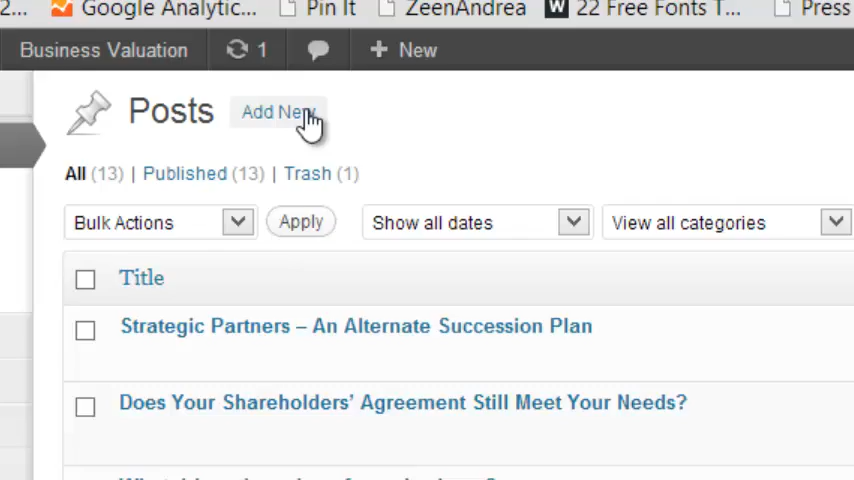 2... Google Analytic... Pin It ZeenAndrea W 22 Free Fonts T... Press
Business Valuation 1 + New
Posts Add New
All (13) | Published (13) | Trash (1)
Bulk Actions Apply Show all dates View all categories
Title
Strategic Partners – An Alternate Succession Plan
Does Your Shareholders’ Agreement Still Meet Your Needs?